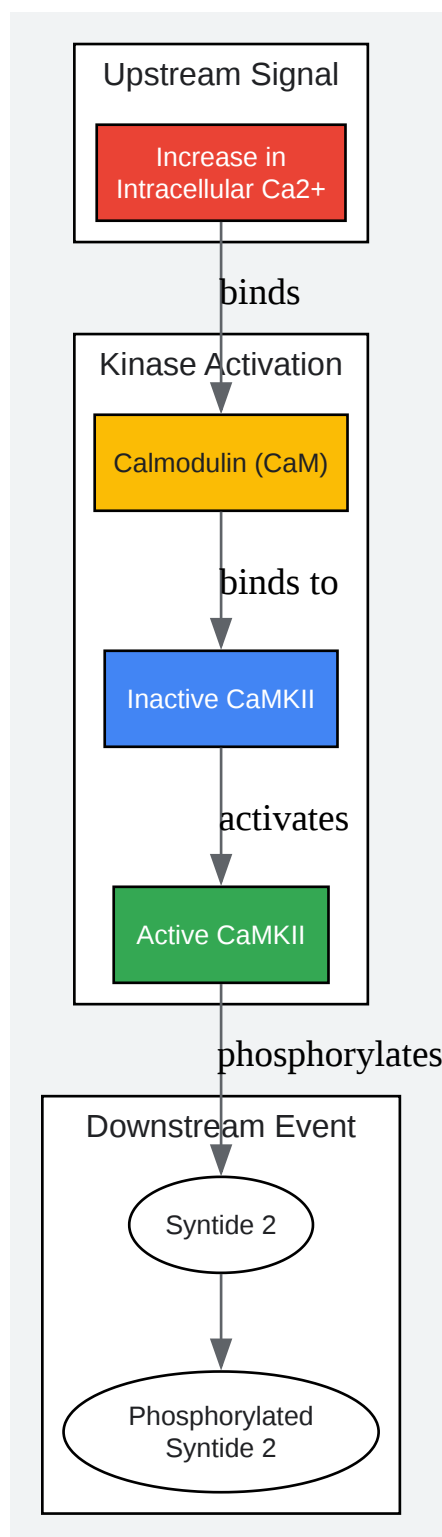 Upstream Signal
Increase in
Intracellular Ca2+
binds
Kinase Activation
Calmodulin (CaM)
binds to
Inactive CaMKII
activates
Active CaMKII
phosphorylates
Downstream Event
Syntide 2
Phosphorylated
Syntide 2